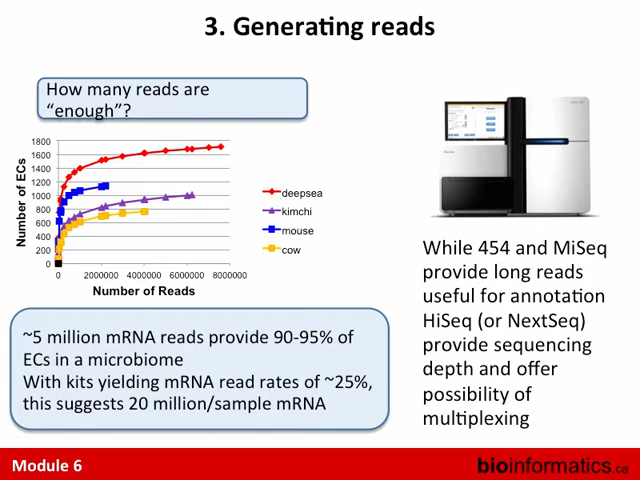 3. Generating reads
How many reads are
“enough”?
Number of ECs
1800
1600
1400
1200
1000
800
600
400
200
0
0 2000000 4000000 6000000 8000000
Number of Reads
deepsea
kimchi
mouse
cow
~5 million mRNA reads provide 90-95% of
ECs in a microbiome
With kits yielding mRNA read rates of ~25%,
this suggests 20 million/sample mRNA
While 454 and MiSeq
provide long reads
useful for annotation
HiSeq (or NextSeq)
provide sequencing
depth and offer
possibility of
multiplexing
Module 6
bioinformatics.ca